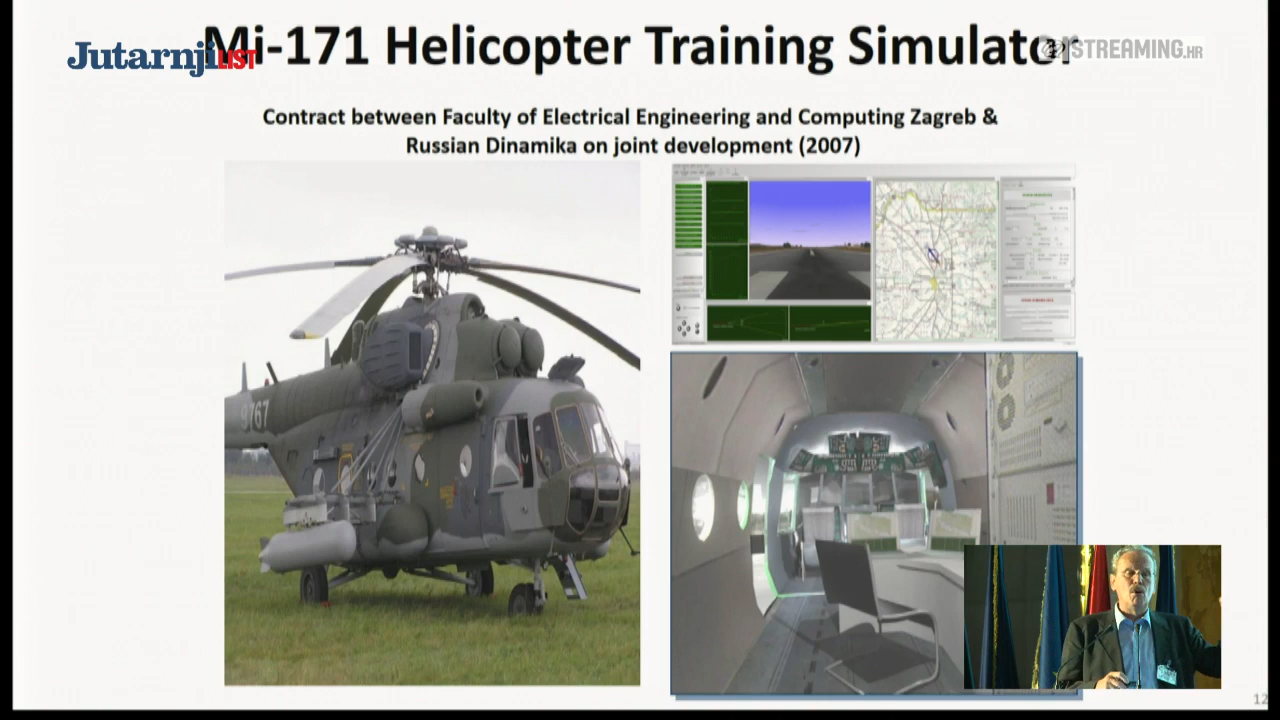 Mi-171 Helicopter Training Simulator
Jutarnji LIST
STREAMING.HR
Contract between Faculty of Electrical Engineering and Computing Zagreb &
Russian Dinamika on joint development (2007)
9767
12